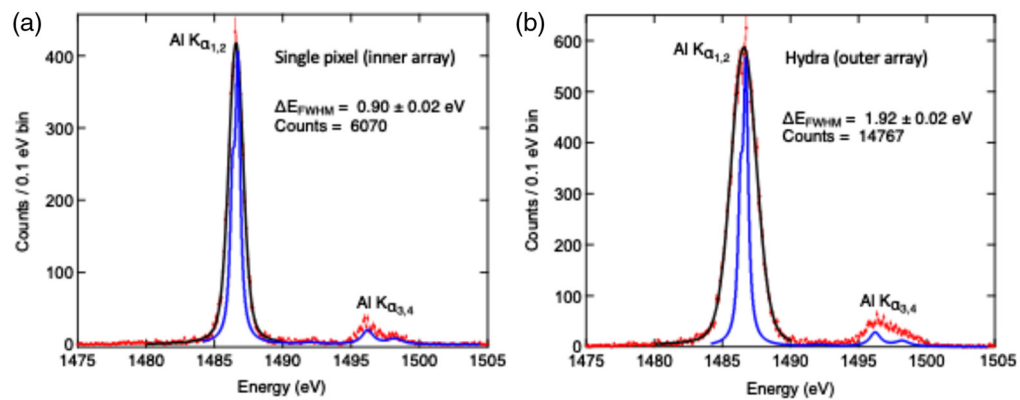 (a)
Al Kα1,2
Single pixel (inner array)
ΔEFWHM = 0.90 ± 0.02 eV
Counts = 6070
Al Kα3,4
Counts / 0.1 eV bin
400
300
200
100
0
1475 1480 1485 1490 1495 1500 1505
Energy (eV)
(b)
Al Kα1,2
Hydra (outer array)
ΔEFWHM = 1.92 ± 0.02 eV
Counts = 14767
Al Kα3,4
Counts / 0.1 eV bin
600
500
400
300
200
100
0
1475 1480 1485 1490 1495 1500 1505
Energy (eV)